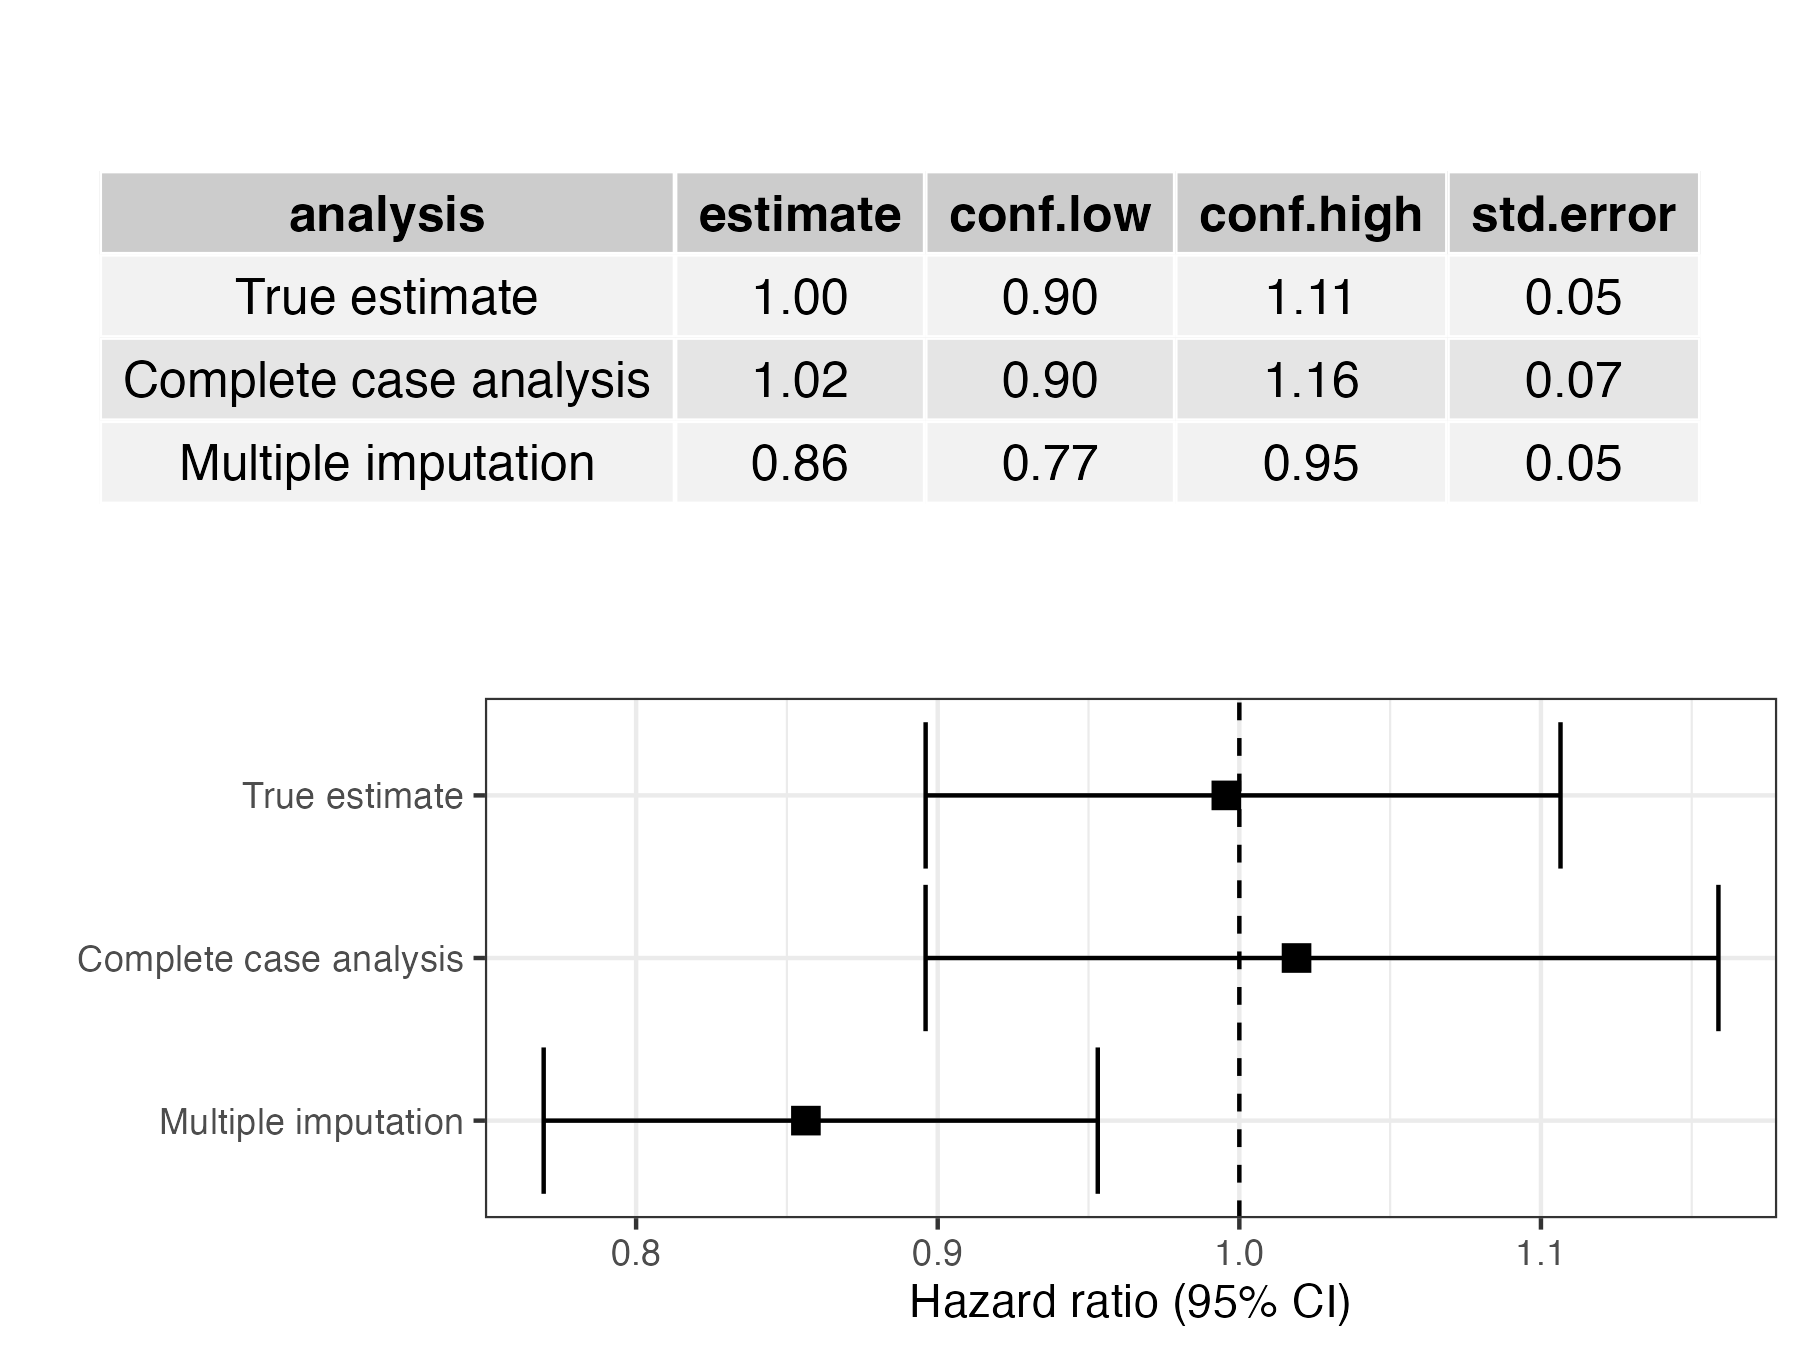 analysis estimate conf.low conf.high std.error
True estimate 1.00 0.90 1.11 0.05
Complete case analysis 1.02 0.90 1.16 0.07
Multiple imputation 0.86 0.77 0.95 0.05
True estimate
Complete case analysis
Multiple imputation
0.8 0.9 1.0 1.1
Hazard ratio (95% CI)